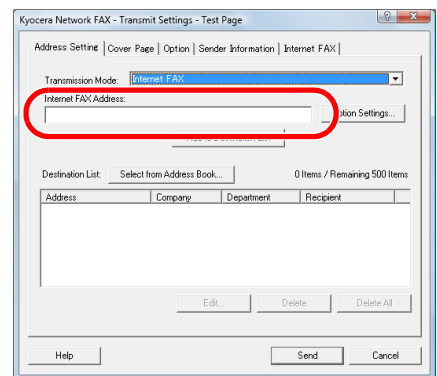 Kyocera Network FAX - Transmit Settings - Test Page
Address Setting Cover Page Option Sender Information Internet FAX
Transmission Mode: Internet FAX
Internet FAX Address:
tion Settings...
Destination List: Select from Address Book... 0 Items / Remaining 500 Items
Address Company Department Recipient
Edit... Delete Delete All
Help Send Cancel